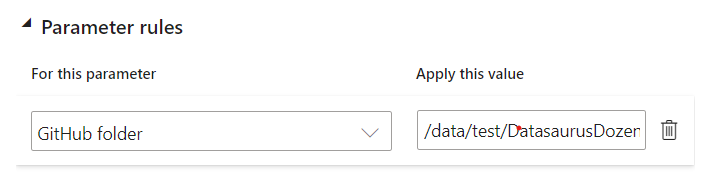 Parameter rules
For this parameter
Apply this value
GitHub folder
/data/test/DatasaurusDozen